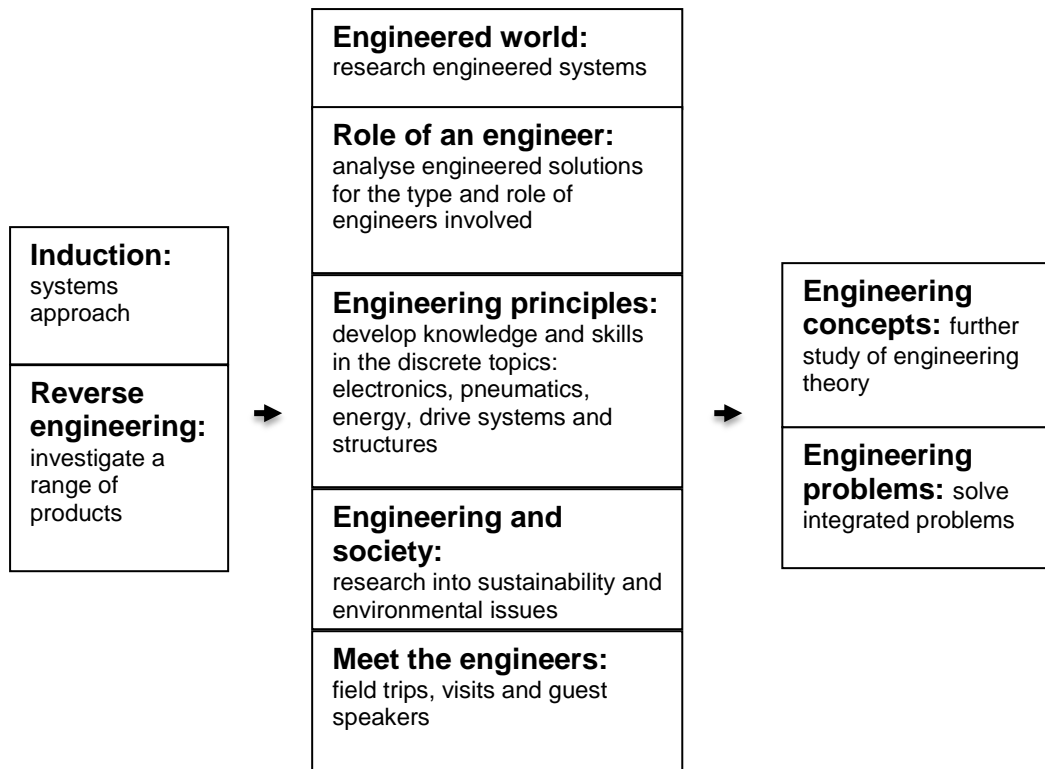 Induction:
systems
approach
Reverse
engineering:
investigate a
range of
products
Engineered world:
research engineered systems
Role of an engineer:
analyse engineered solutions
for the type and role of
engineers involved
Engineering principles:
develop knowledge and skills
in the discrete topics:
electronics, pneumatics,
energy, drive systems and
structures
Engineering and
society:
research into sustainability and
environmental issues
Meet the engineers:
field trips, visits and guest
speakers
Engineering
concepts: further
study of engineering
theory
Engineering
problems: solve
integrated problems